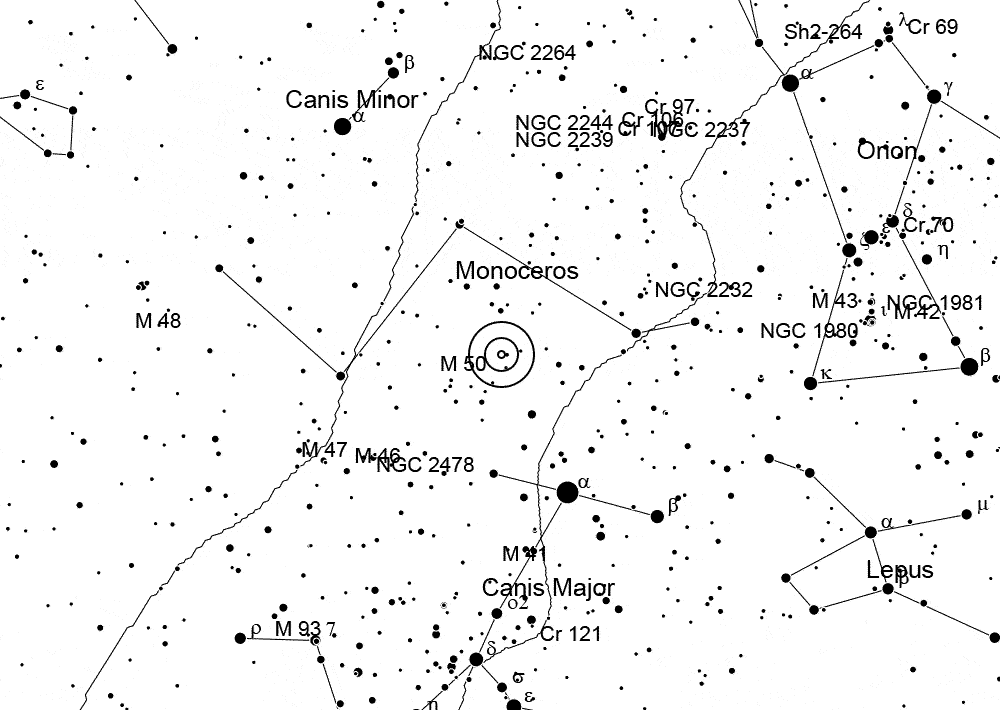 λ Cr 69
Sh2-264
NGC 2264
β
α
ε
γ
Canis Minor
α
Cr 97
NGC 2244 Cr 106
NGC 2237
NGC 2239
Orion
δ
Cr 70
ε
ζ
η
Monoceros
NGC 2232
M 43 NGC 1981
ι M 42
M 48
NGC 1980
β
M 50
κ
M 47 M 46
NGC 2478
α
β
μ
α
M 41
Lepus
β
Canis Major
ο2
ρ M 93 7
Cr 121
δ
σ
ε
η